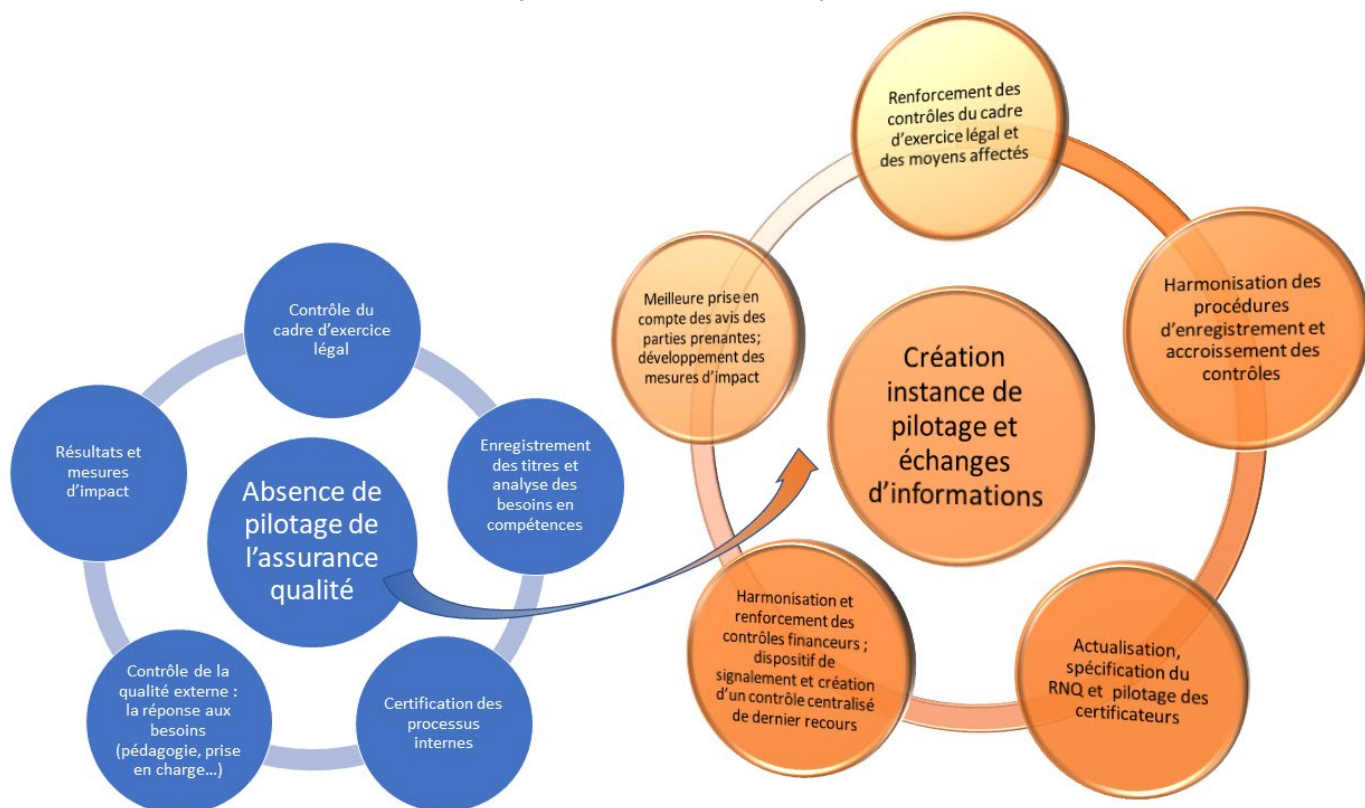 Contrôle du
cadre d'exercice
légal
Enregistrement
des titres et
analyse des
besoins en
compétences
Certification des
processus
internes
Contrôle de la
qualité externe :
la réponse aux
besoins
(pédagogie, prise
en charge…)
Résultats et
mesures
d'impact
Absence de
pilotage de
l'assurance
qualité
Renforcement des
contrôles du cadre
d'exercice légal et
des moyens affectés
Harmonisation des
procédures
d'enregistrement et
accroissement des
contrôles
Actualisation,
spécification du
RNQ et pilotage des
certificateurs
Harmonisation et
renforcement des
contrôles financeurs ;
dispositif de
signalement et création
d'un contrôle centralisé
de dernier recours
Meilleure prise en
compte des avis des
parties prenantes;
développement des
mesures d'impact
Création
instance de
pilotage et
échanges
d'informations